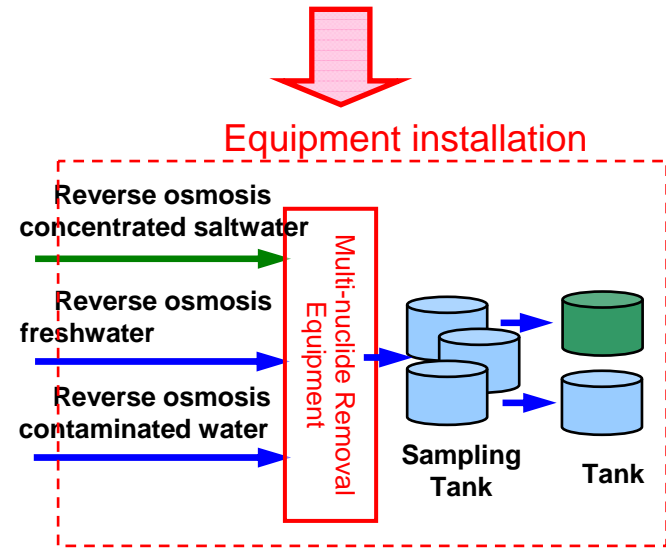 Equipment installation
Reverse osmosis
concentrated saltwater
Reverse osmosis
freshwater
Reverse osmosis
contaminated water
Multi-nuclide Removal
Equipment
Sampling
Tank
Tank